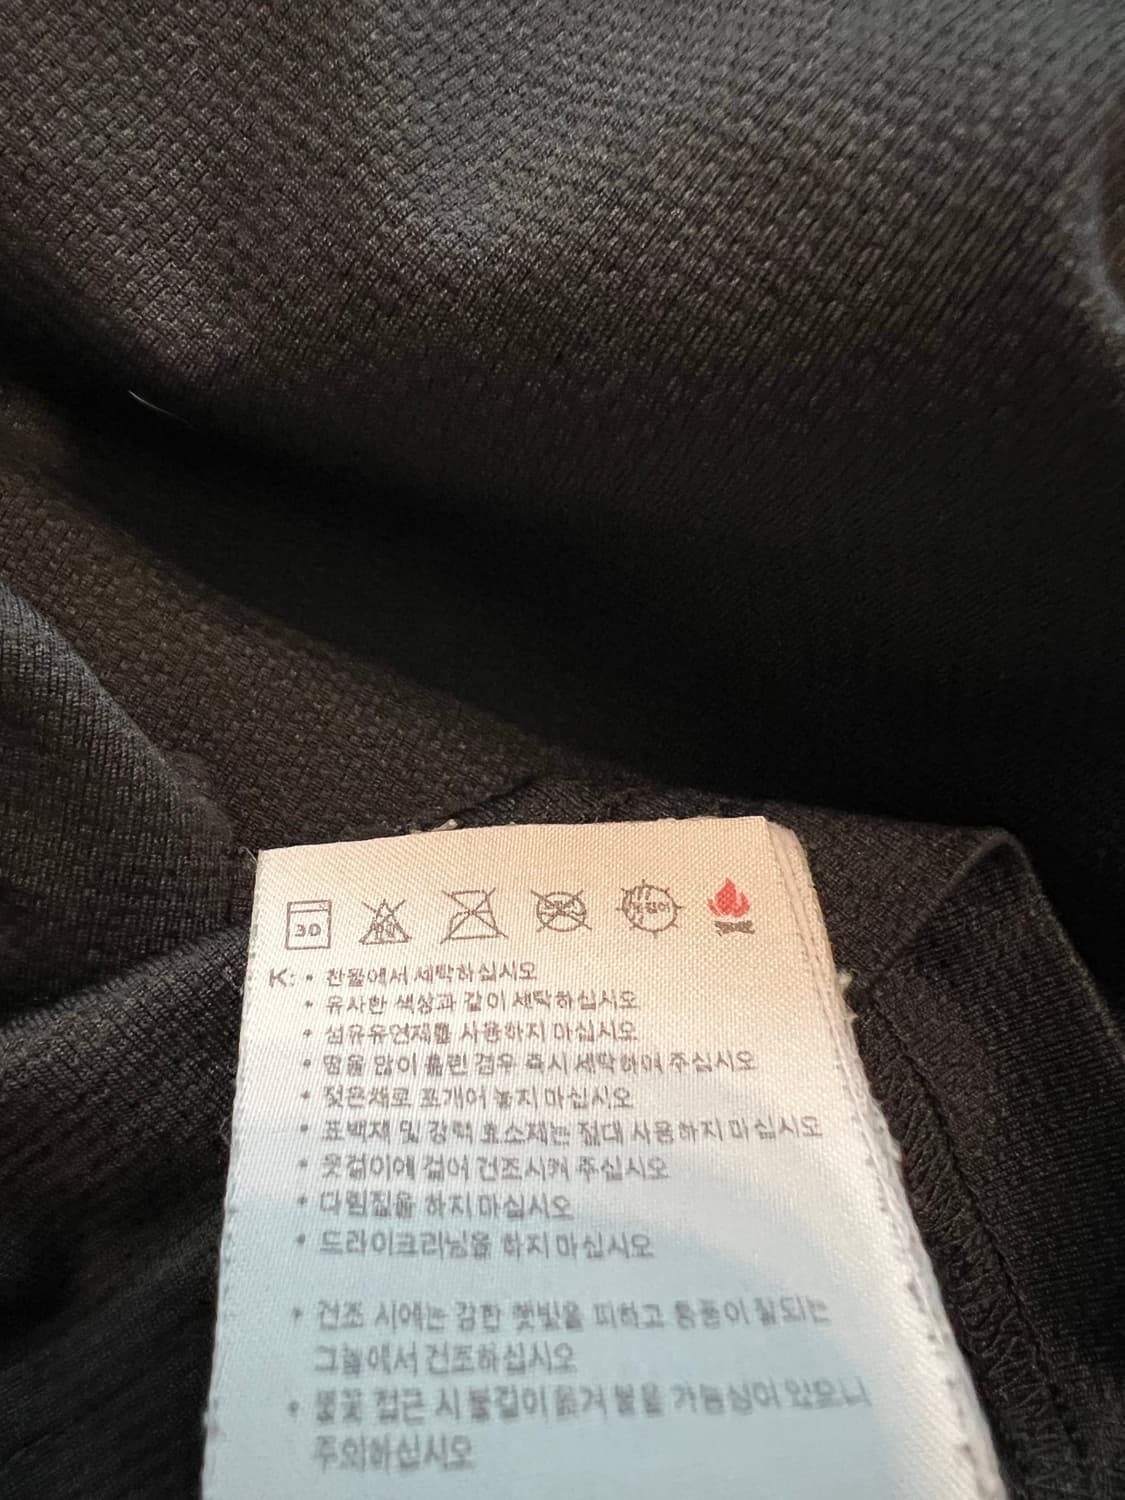 30
K: • 찬물에서 세탁하십시오
• 유사한 색상과 같이 세탁하십시오
• 섬유유연제를 사용하지 마십시오
• 땀을 많이 흘린 경우 즉시 세탁하여 주십시오
• 젖은채로 포개어 놓지 마십시오
• 표백제 및 강력 효소제는 절대 사용하지 마십시오
• 옷걸이에 걸어 건조시켜 주십시오
• 다림질을 하지 마십시오
• 드라이크리닝을 하지 마십시오
• 건조 시에는 강한 햇빛을 피하고 통풍이 잘되는
그늘에서 건조하십시오
• 불꽃 접근 시 불길이 옮겨 붙을 가능성이 있으니
주의하십시오